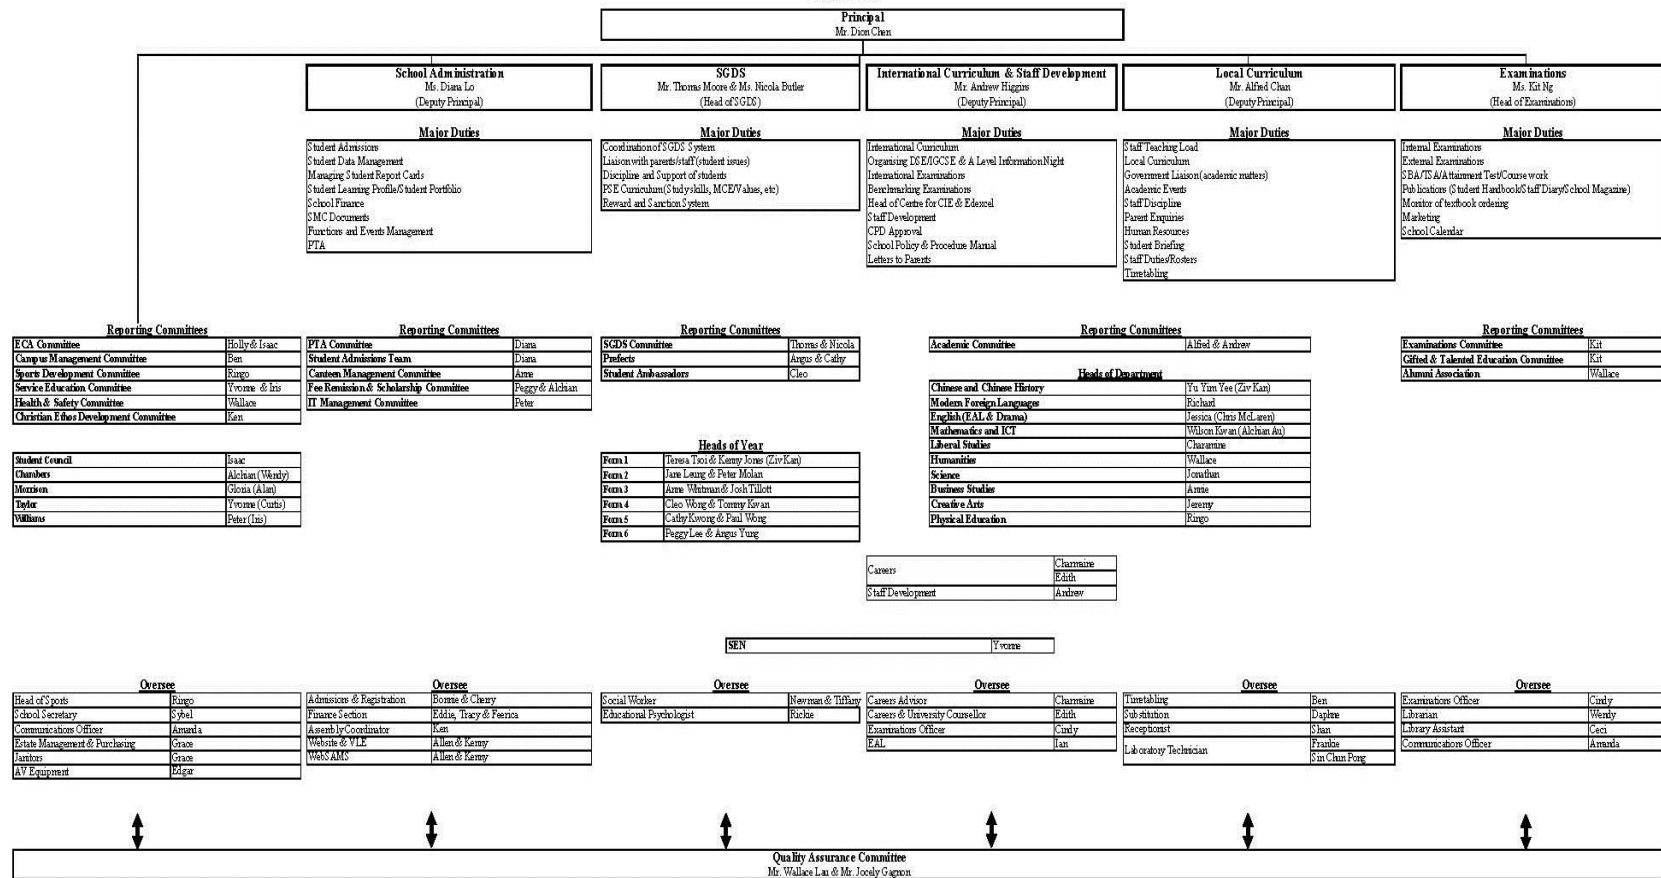 Principal
Mr. Dion Chen
School Administration
Ms. Diana Lo
(Deputy Principal)
SGDS
Mr. Thomas Moore & Ms. Nicola Butler
(Head of SGDS)
International Curriculum & Staff Development
Mr. Andrew Higgins
(Deputy Principal)
Local Curriculum
Mr. Alfred Chan
(Deputy Principal)
Examinations
Ms. Kit Ng
(Head of Examinations)
Major Duties
Student Admissions
Student Data Management
Managing Student Report Cards
Student Learning Profile/Student Portfolio
School Finance
SMC Documents
Functions and Events Management
PTA
Major Duties
Coordination of SGDS System
Liaison with parents/staff (student issues)
Discipline and Support of students
PSE Curriculum (Study skills, MCE/Values, etc)
Reward and Sanction System
Major Duties
International Curriculum
Organising DSE/IGCSE & A Level Information Night
International Examinations
Benchmarking Examinations
Head of Centre for CIE & Edexcel
Staff Development
CPD Approval
School Policy & Procedure Manual
Letters to Parents
Major Duties
Staff Teaching Load
Local Curriculum
Government Liaison (academic matters)
Academic Events
Staff Discipline
Parent Enquiries
Human Resources
Student Briefing
Staff Duties/Rosters
Timetabling
Major Duties
Internal Examinations
External Examinations
SBA/TSA/Attainment Test/Course work
Publications (Student Handbook/Staff Diary/School Magazine)
Monitor of textbook ordering
Marketing
School Calendar
Reporting Committees
ECA Committee Holly & Isaac
Campus Management Committee Ben
Sports Development Committee Ringo
Service Education Committee Yvonne & Iris
Health & Safety Committee Wallace
Christian Ethos Development Committee Ken
Student Council Isaac
Chambers Alchian (Wendy)
Morrison Gloria (Alan)
Taylor Yvonne (Curtis)
Williams Peter (Iris)
Reporting Committees
PTA Committee Diana
Student Admissions Team Diana
Canteen Management Committee Anne
Fee Remission & Scholarship Committee Peggy & Alchian
IT Management Committee Peter
Reporting Committees
SGDS Committee Thomas & Nicola
Prefects Angus & Cathy
Student Ambassadors Cleo
Heads of Year
Form 1 Teresa Tsoi & Kenny Jones (Ziv Kan)
Form 2 Jane Leung & Peter Molan
Form 3 Anne Whitman & Josh Tillott
Form 4 Cleo Wong & Tommy Kwan
Form 5 Cathy Kwong & Paul Wong
Form 6 Peggy Lee & Angus Yung
Reporting Committees
Academic Committee Alfred & Andrew
Heads of Department
Chinese and Chinese History Yu Yim Yee (Ziv Kan)
Modern Foreign Languages Richard
English (EAL & Drama) Jessica (Chris McLaren)
Mathematics and ICT Wilson Kwan (Alchian Au)
Liberal Studies Charamine
Humanities Wallace
Science Jonathan
Business Studies Annie
Creative Arts Jeremy
Physical Education Ringo
Reporting Committees
Examinations Committee Kit
Gifted & Talented Education Committee Kit
Alumni Association Wallace
Careers Charmaine
Edith
Staff Development Andrew
SEN Yvonne
Oversee
Head of Sports Ringo
School Secretary Sybel
Communications Officer Amanda
Estate Management & Purchasing Grace
Janitors Grace
AV Equipment Edgar
Oversee
Admissions & Registration Bonnie & Cherry
Finance Section Eddie, Tracy & Feerica
Assembly Coordinator Ken
Website & VLE Allen & Kenny
WebSAMS Allen & Kenny
Oversee
Social Worker Newman & Tiffany
Educational Psychologist Rickie
Oversee
Careers Advisor Charmaine
Careers & University Counsellor Edith
Examinations Officer Cindy
EAL Ian
Oversee
Timetabling Ben
Substitution Daphne
Receptionist Shan
Laboratory Technician Frankie
Sin Chun Pong
Oversee
Examinations Officer Cindy
Librarian Wendy
Library Assistant Ceci
Communications Officer Amanda
Quality Assurance Committee
Mr. Wallace Lau & Mr. Jocely Gagnon